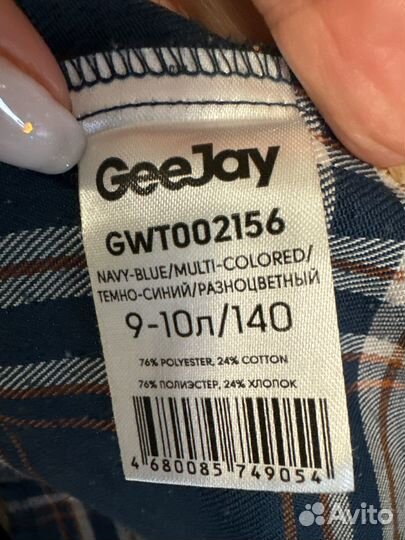 GeeJay
GWT002156
NAVY-BLUE/MULTI-COLORED/
ТЕМНО-СИНИЙ/РАЗНОЦВЕТНЫЙ
9-10л/140
76% POLYESTER, 24% COTTON
76% ПОЛИЭСТЕР, 24% ХЛОПОК
4 680085 749054
Avito